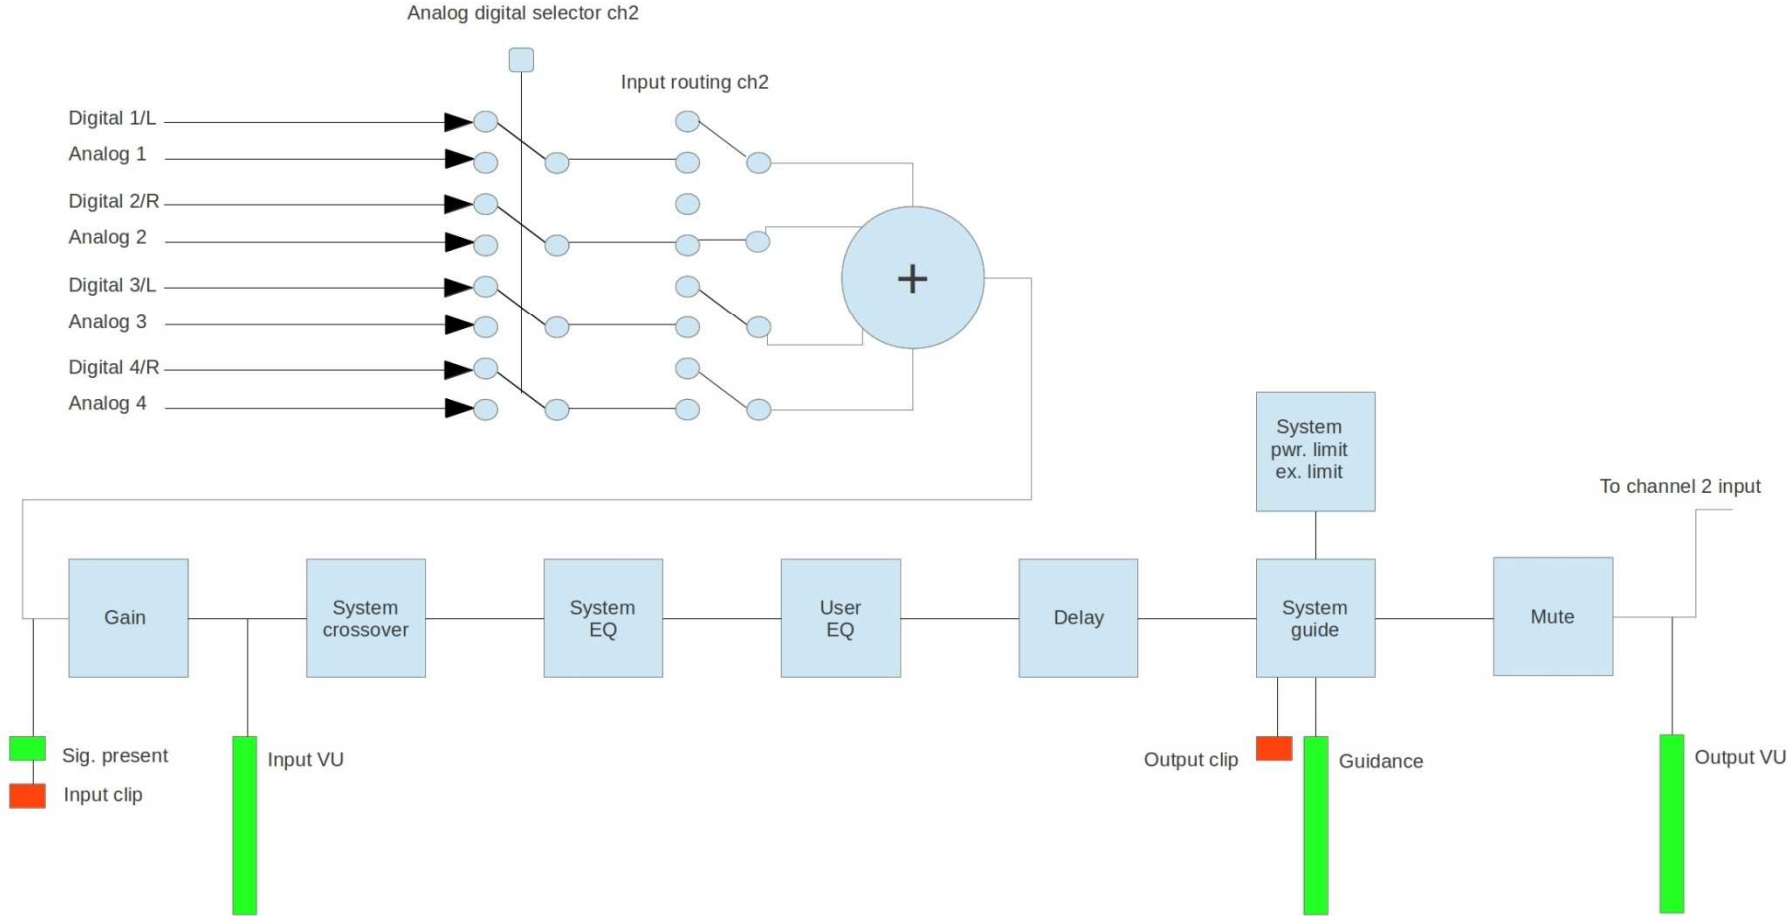 Analog digital selector ch2
Input routing ch2
Digital 1/L
Analog 1
Digital 2/R
Analog 2
Digital 3/L
Analog 3
Digital 4/R
Analog 4
+
System
pwr. limit
ex. limit
To channel 2 input
Gain
System
crossover
System
EQ
User
EQ
Delay
System
guide
Mute
Sig. present
Input clip
Input VU
Output clip
Guidance
Output VU